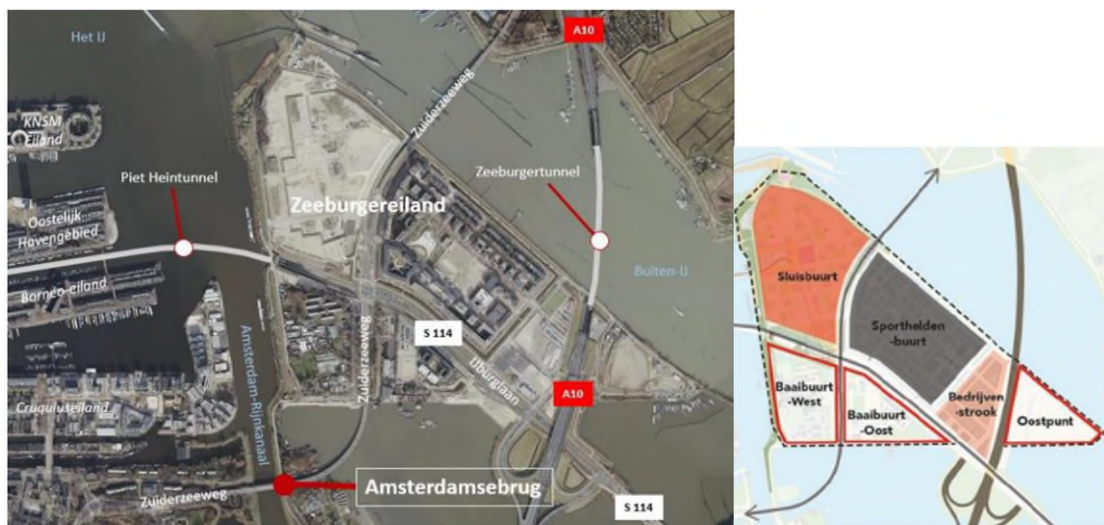 Het IJ
A10
Zuiderzeeweg
KNSM
Eiland
Piet Heintunnel
Zeeburgertunnel
Zeeburgereiland
Oostelijk
Havengebied
Buiten-IJ
Borneo-eiland
S 114
Amsterdam-Rijnkanaal
Zuiderzeeweg
IJburglaan
A10
Cruquiuseiland
Amsterdamsebrug
Zuiderzeeweg
S 114
Sluisbuurt
Sporthelden
-buurt
Baaibuurt
-West
Baaibuurt
-Oost
Bedrijven
-strook
Oostpunt